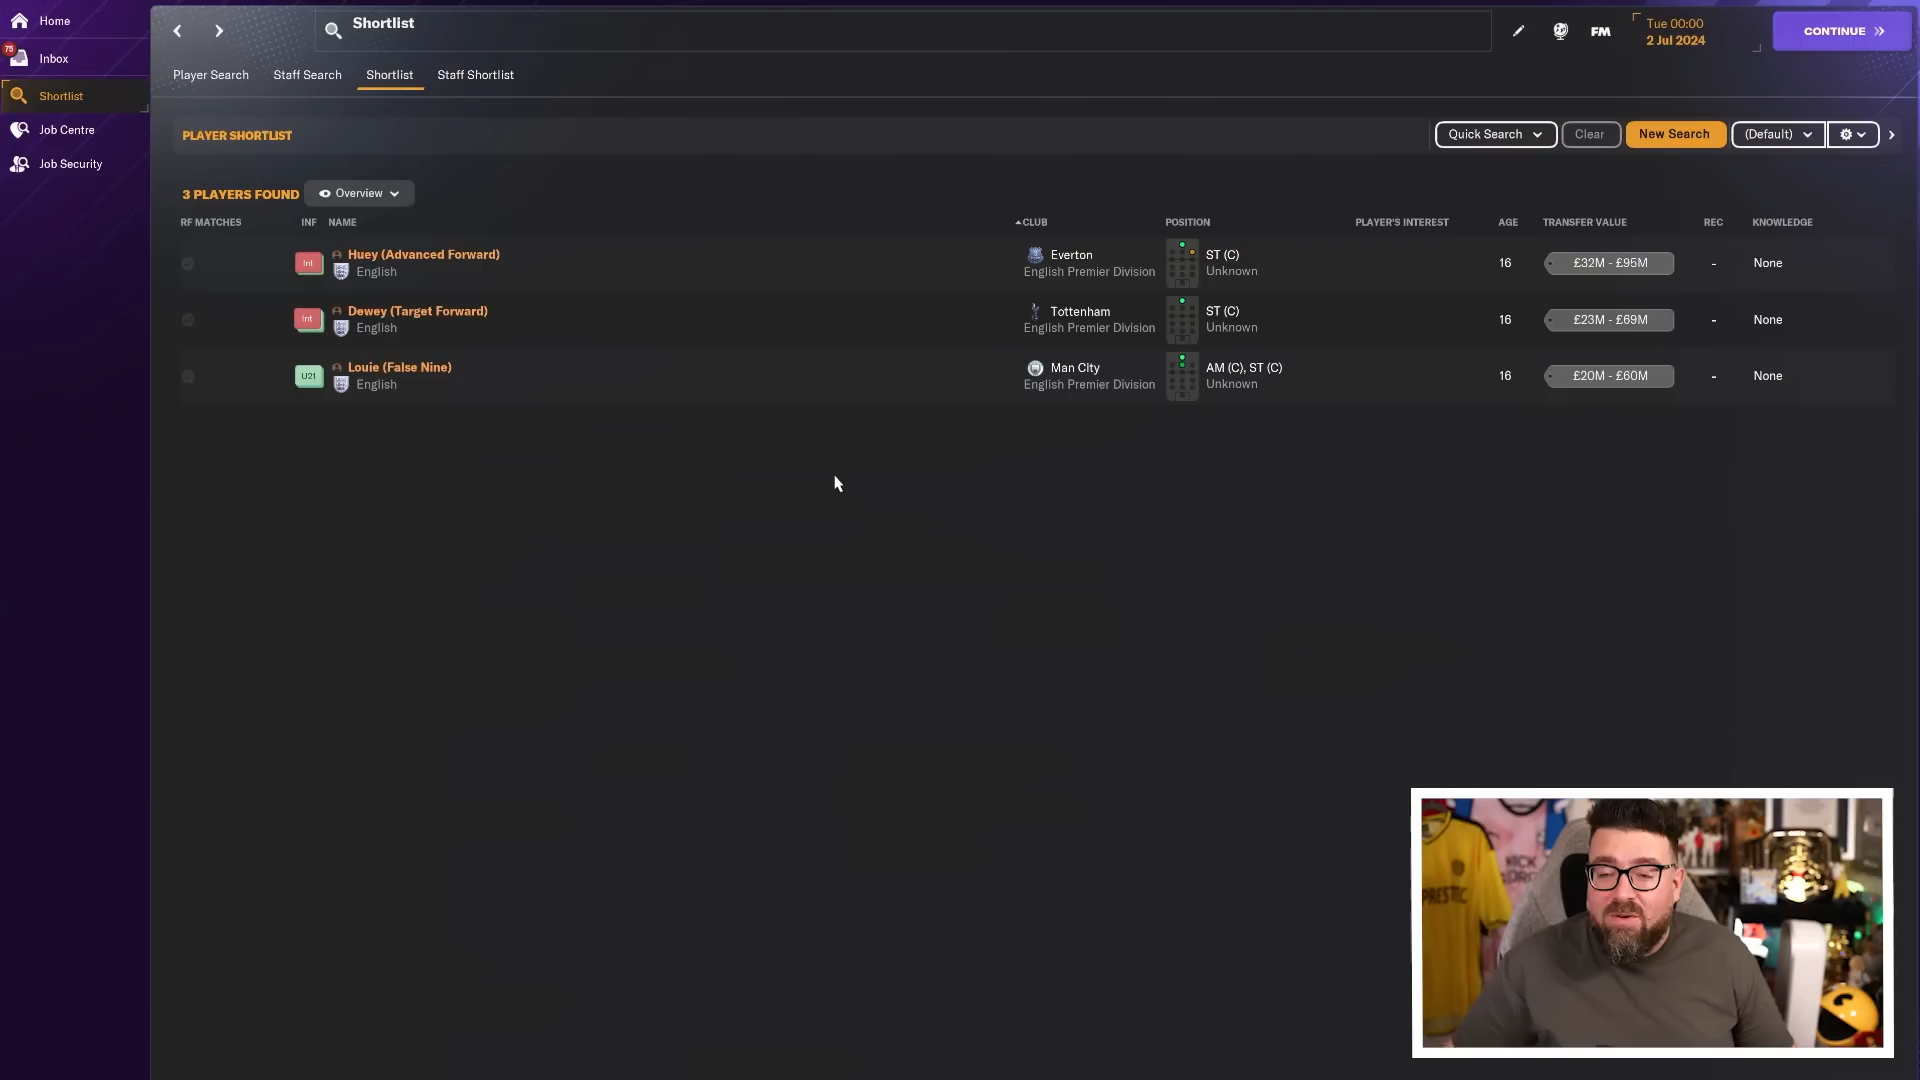 Home
75
Inbox
Shortlist
Job Centre
Job Security
Shortlist
FM
Tue 00:00
2 Jul 2024
CONTINUE
Player Search
Staff Search
Shortlist
Staff Shortlist
PLAYER SHORTLIST
Quick Search
Clear
New Search
(Default)
3 PLAYERS FOUND
Overview
RF MATCHES INF NAME CLUB POSITION PLAYER'S INTEREST AGE TRANSFER VALUE REC KNOWLEDGE
Int Huey (Advanced Forward) Everton ST (C) 16 £32M - £95M - None
English English Premier Division Unknown
Int Dewey (Target Forward) Tottenham ST (C) 16 £23M - £69M - None
English English Premier Division Unknown
U21 Louie (False Nine) Man City AM (C), ST (C) 16 £20M - £60M - None
English English Premier Division Unknown